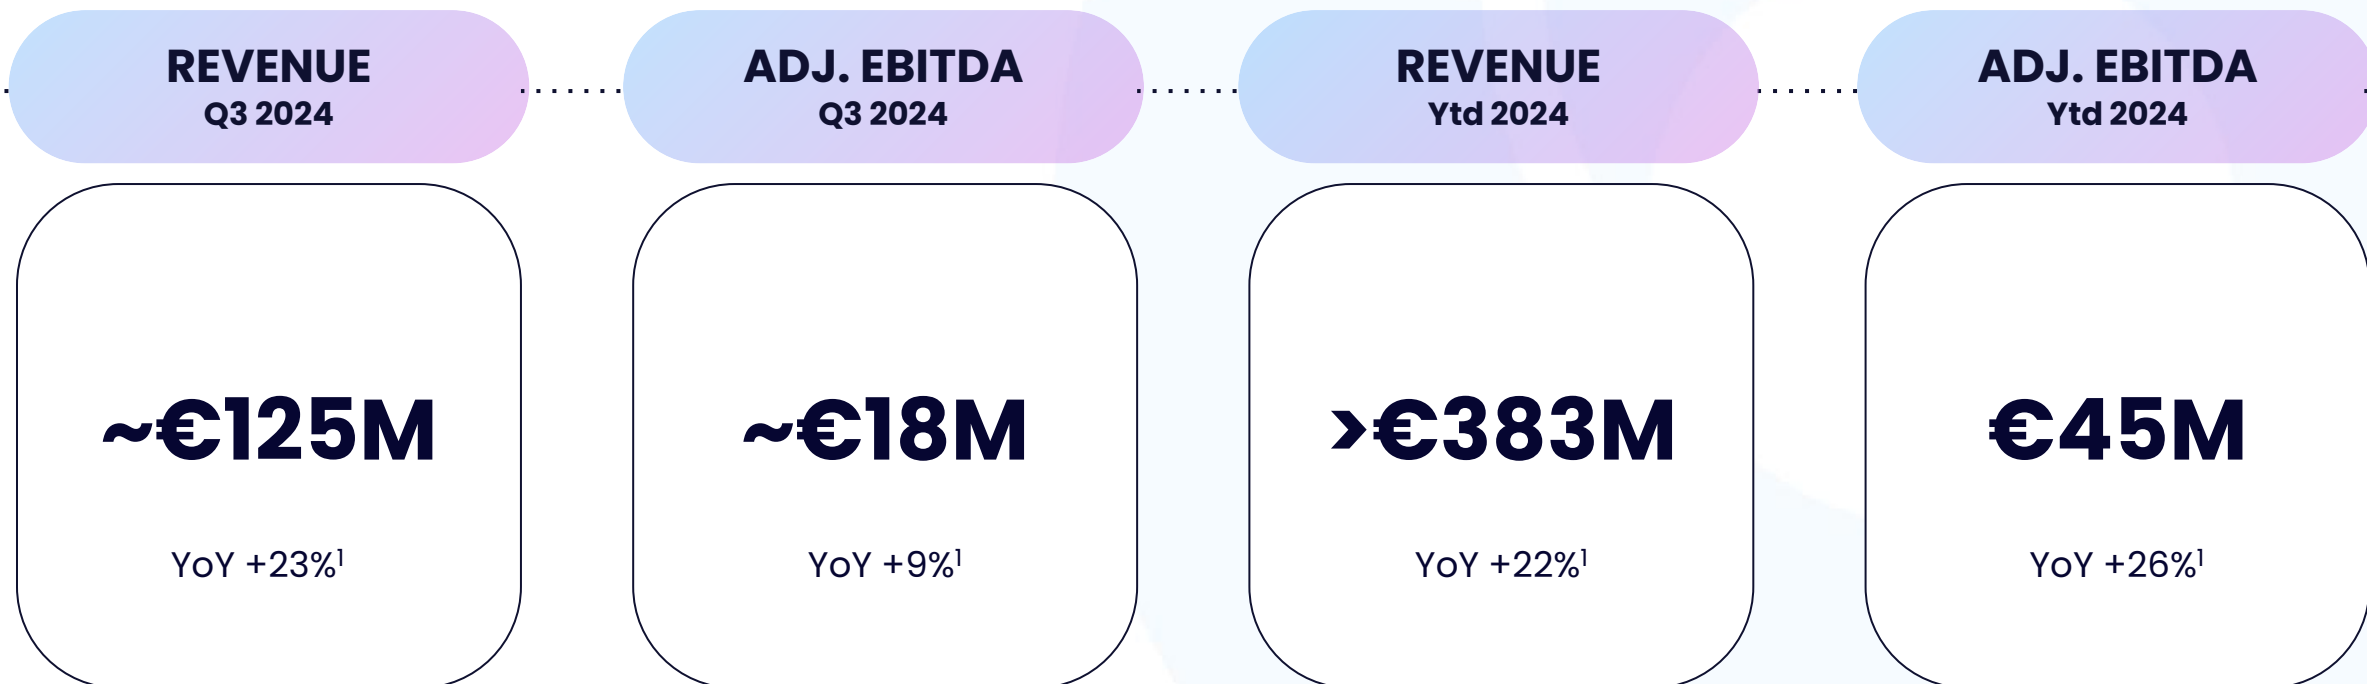 REVENUE
Q3 2024
~€125M
YoY +23%¹
ADJ. EBITDA
Q3 2024
~€18M
YoY +9%¹
REVENUE
Ytd 2024
>€383M
YoY +22%¹
ADJ. EBITDA
Ytd 2024
€45M
YoY +26%¹